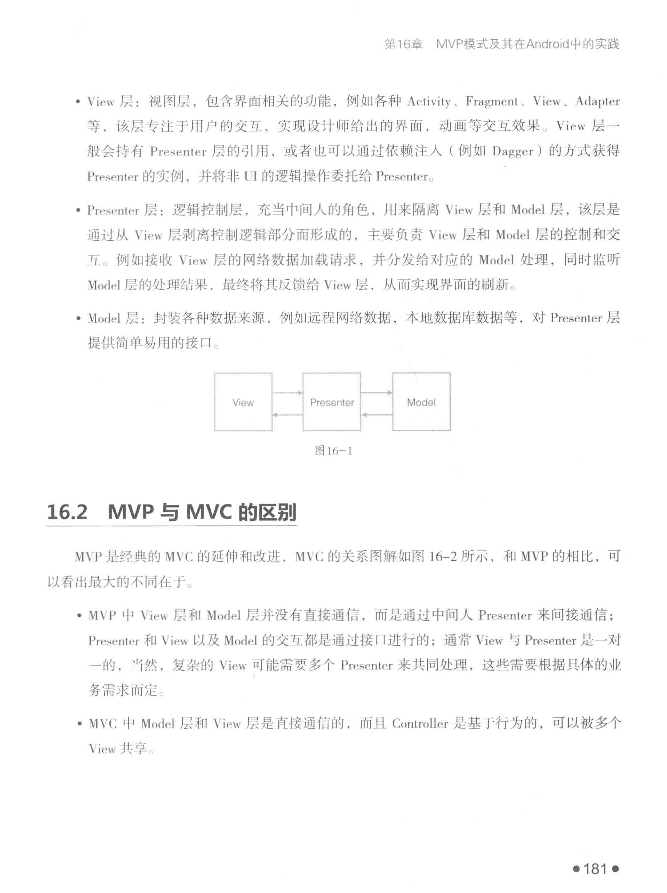 第16章 MVP模式及其在Android中的实践
• View 层：视图层，包含界面相关的功能，例如各种 Activity、Fragment、View、Adapter
等，该层专注于用户的交互，实现设计师给出的界面，动画等交互效果。View 层一
般会持有 Presenter 层的引用，或者也可以通过依赖注入（例如 Dagger）的方式获得
Presenter 的实例，并将非 UI 的逻辑操作委托给 Presenter。
• Presenter 层：逻辑控制层，充当中间人的角色，用来隔离 View 层和 Model 层，该层是
通过从 View 层剥离控制逻辑部分而形成的，主要负责 View 层和 Model 层的控制和交
互。例如接收 View 层的网络数据加载请求，并分发给对应的 Model 处理，同时监听
Model 层的处理结果，最终将其反馈给 View 层，从而实现界面的刷新。
• Model 层：封装各种数据来源，例如远程网络数据、本地数据库数据等，对 Presenter 层
提供简单易用的接口。
View Presenter Model
图16-1
16.2 MVP 与 MVC 的区别
MVP 是经典的 MVC 的延伸和改进，MVC 的关系图解如图 16-2 所示，和 MVP 的相比，可
以看出最大的不同在于。
• MVP 中 View 层和 Model 层并没有直接通信，而是通过中间人 Presenter 来间接通信；
Presenter 和 View 以及 Model 的交互都是通过接口进行的；通常 View 与 Presenter 是一对
一的，当然，复杂的 View 可能需要多个 Presenter 来共同处理，这些需要根据具体的业
务需求而定。
• MVC 中 Model 层和 View 层是直接通信的，而且 Controller 是基于行为的，可以被多个
View 共享。
●181●